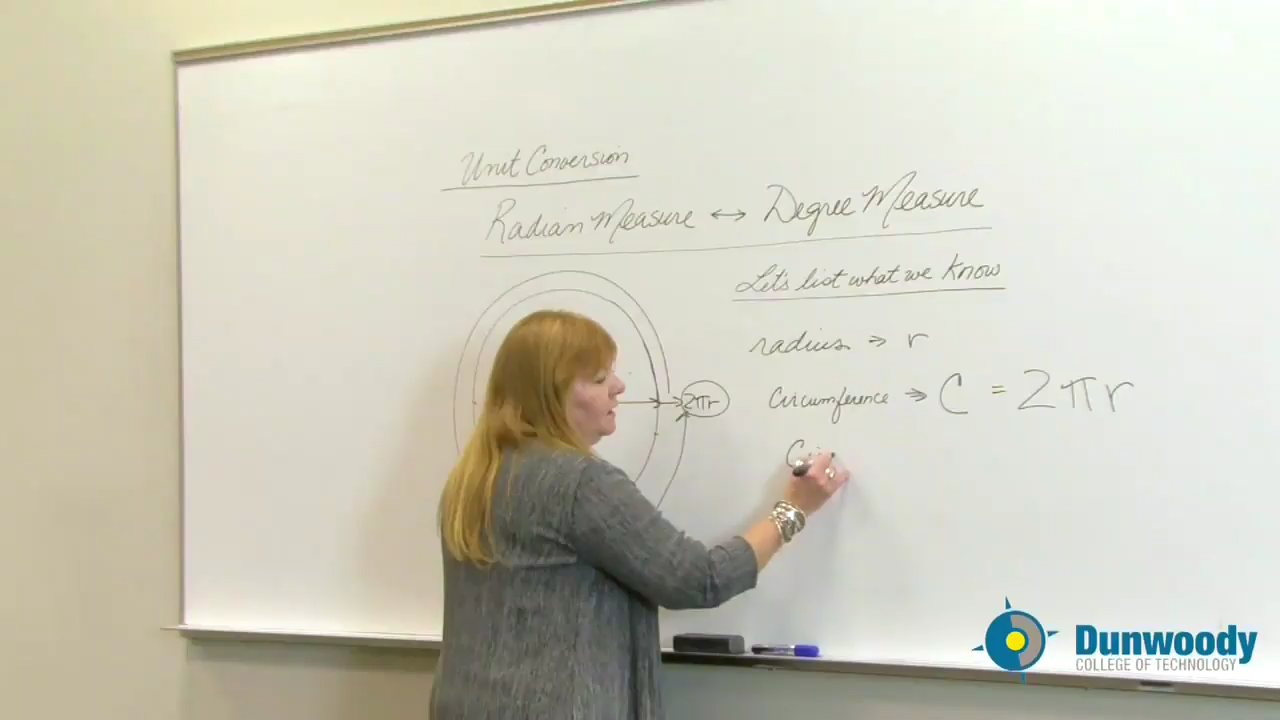 Unit Conversion
Radian Measure ↔ Degree Measure
Let's list what we know
radius → r
2πr
Circumference → C = 2πr
Dunwoody
COLLEGE OF TECHNOLOGY